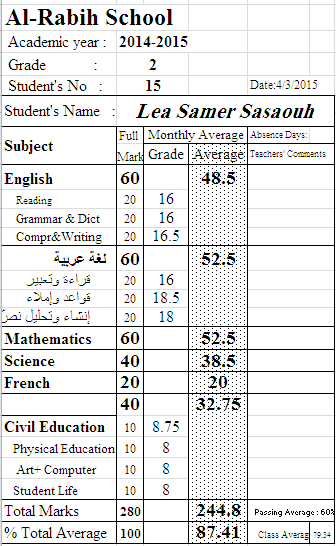 Al-Rabih School
Academic year : 2014-2015
Grade : 2
Student's No : 15 Date:4/3/2015
Student's Name : Lea Samer Sasaouh
Subject Full Mark Monthly Average Absence Days:
Grade Average Teachers' Comments
English 60 48.5
Reading 20 16
Grammar & Dict 20 16
Compr&Writing 20 16.5
لغة عربية 60 52.5
قراءة وتعبير 20 16
قواعد وإملاء 20 18.5
إنشاء وتحليل نص 20 18
Mathematics 60 52.5
Science 40 38.5
French 20 20
40 32.75
Civil Education 10 8.75
Physical Education 10 8
Art+ Computer 10 8
Student Life 10 8
Total Marks 280 244.8 Passing Average : 60%
% Total Average 100 87.41 Class Averag 79.34